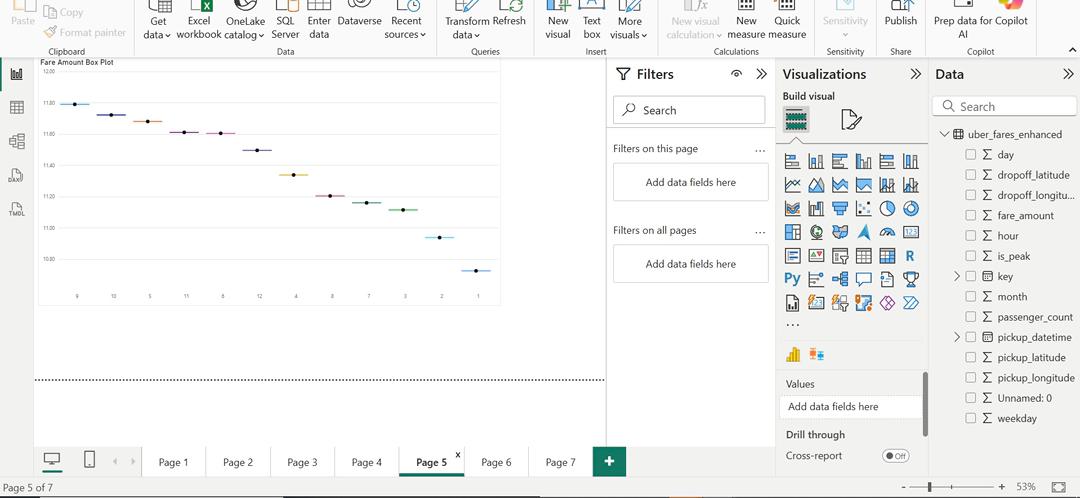 Paste
Copy
Format painter
Clipboard
Get data
Excel workbook
OneLake catalog
SQL Server
Enter data
Dataverse
Recent sources
Data
Transform data
Refresh
Queries
New visual
Text box
More visuals
Insert
New visual calculation
New measure
Quick measure
Calculations
Sensitivity
Sensitivity
Publish
Share
Prep data for AI
Copilot
Copilot
Fare Amount Box Plot
12.00
11.80
11.60
11.40
11.20
11.00
10.80
9 10 5 11 6 12 4 8 7 3 2 1
Filters
Search
Filters on this page
...
Add data fields here
Filters on all pages
...
Add data fields here
Visualizations
Build visual
123
R
Py
...
Values
Add data fields here
Drill through
Cross-report
Off
Data
Search
uber_fares_enhanced
day
dropoff_latitude
dropoff_longitu...
fare_amount
hour
is_peak
key
month
passenger_count
pickup_datetime
pickup_latitude
pickup_longitude
Unnamed: 0
weekday
DAX
TMDL
Page 1
Page 2
Page 3
Page 4
Page 5
x
Page 6
Page 7
+
Page 5 of 7
- + 53%